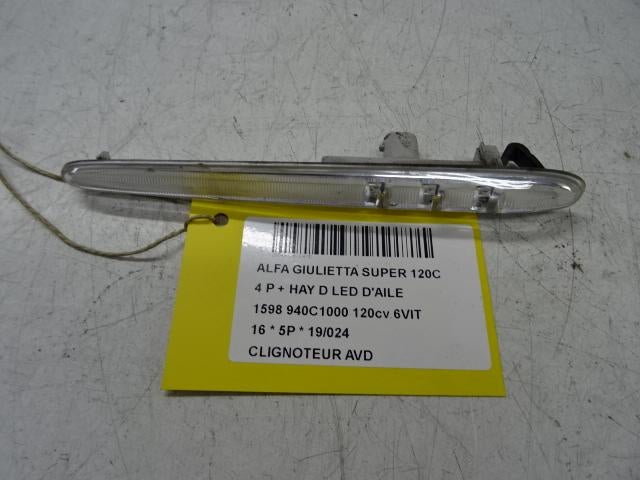 ALFA GIULIETTA SUPER 120C
4 P + HAY D LED D'AILE
1598 940C1000 120cv 6VIT
16 * 5P * 19/024
CLIGNOTEUR AVD